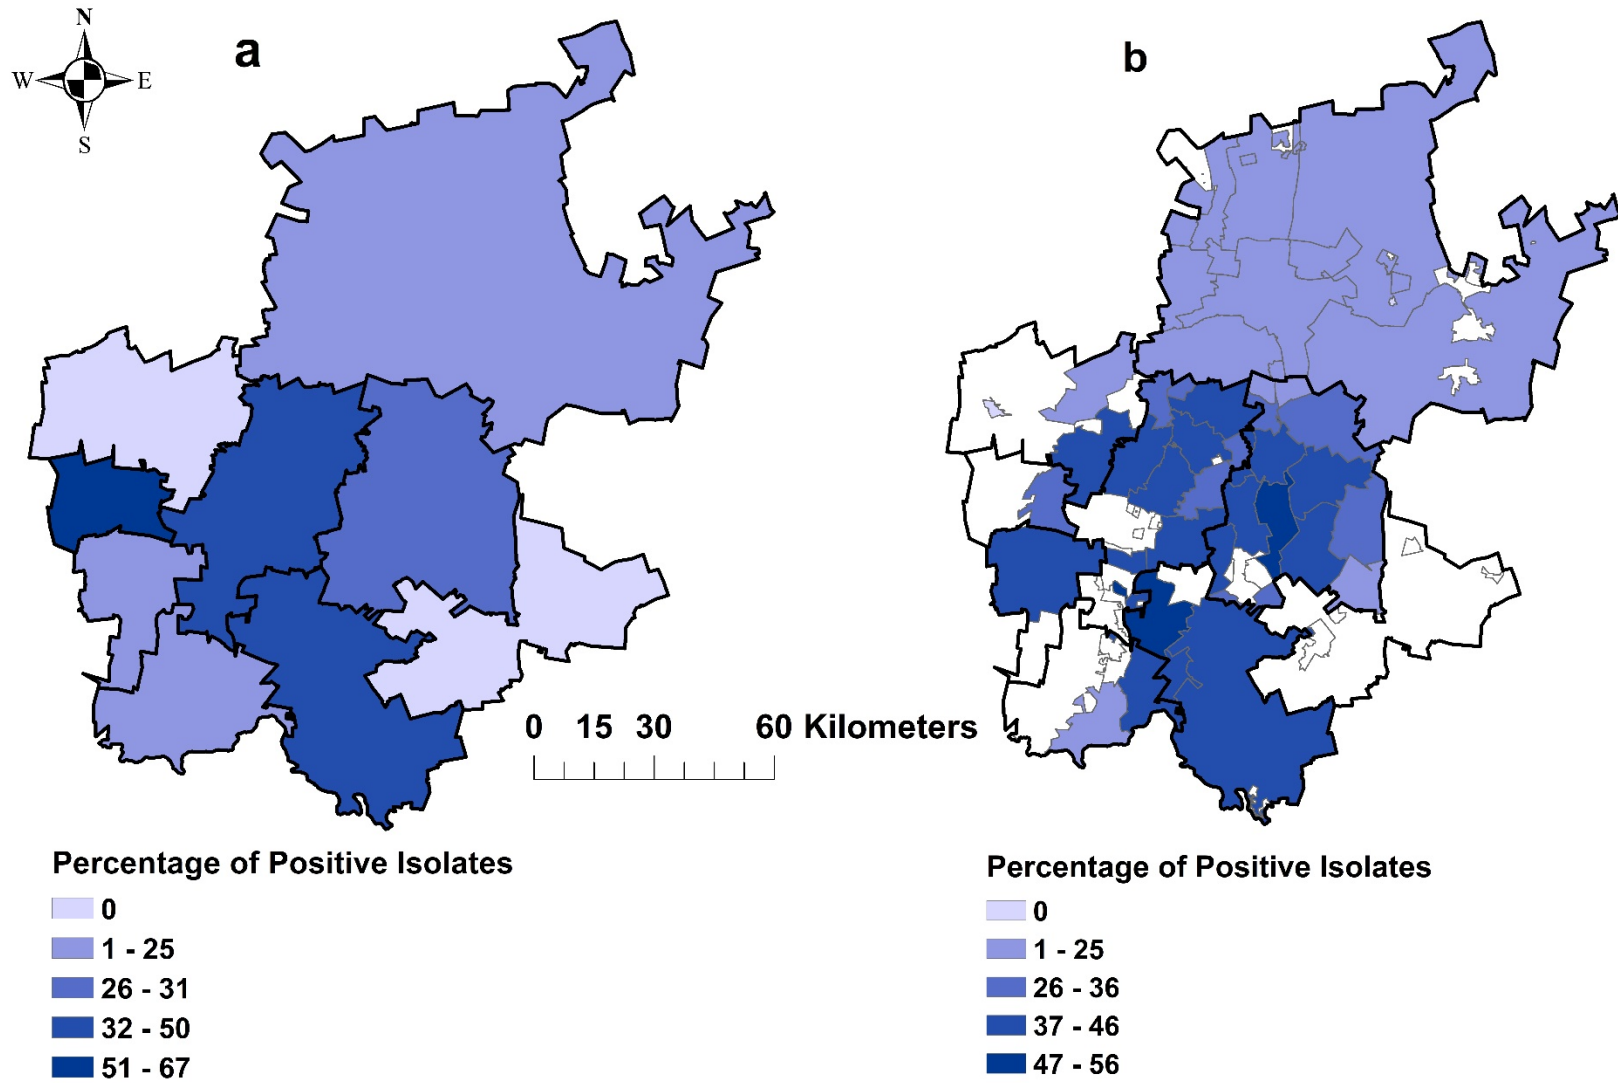 N
W E
S
a
b
0 15 30 60 Kilometers
Percentage of Positive Isolates
0
1 - 25
26 - 31
32 - 50
51 - 67
Percentage of Positive Isolates
0
1 - 25
26 - 36
37 - 46
47 - 56